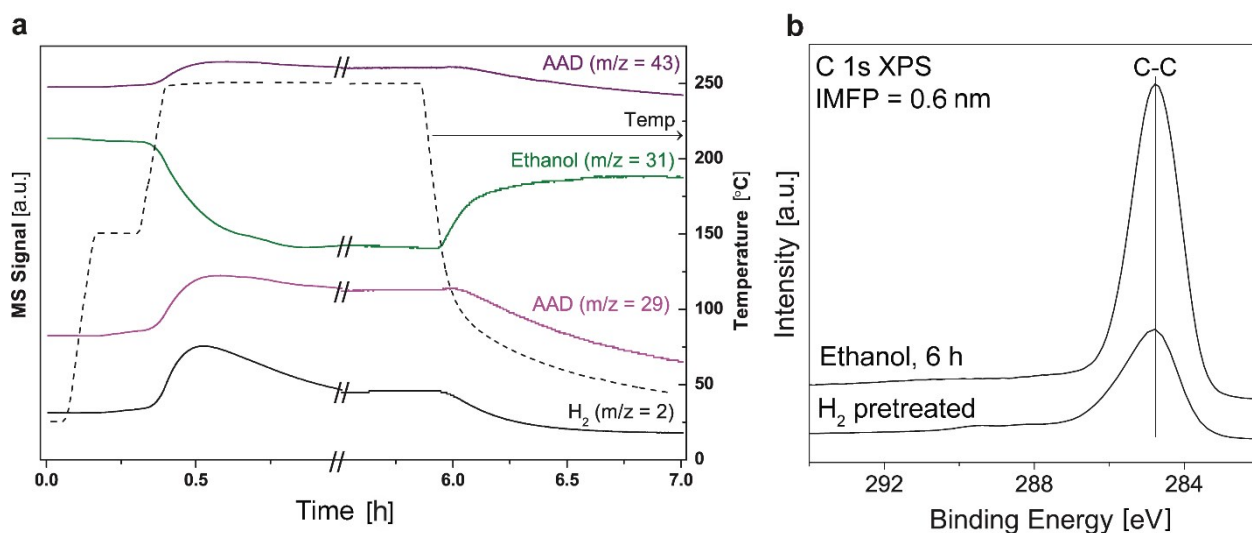 a
AAD (m/z = 43)
Temp
Ethanol (m/z = 31)
AAD (m/z = 29)
H₂ (m/z = 2)
MS Signal [a.u.]
250
200
150
100
50
0
Temperature [°C]
0.0
0.5
6.0
6.5
7.0
Time [h]
b
C 1s XPS
IMFP = 0.6 nm
C-C
Ethanol, 6 h
H₂ pretreated
Intensity [a.u.]
292
288
284
Binding Energy [eV]